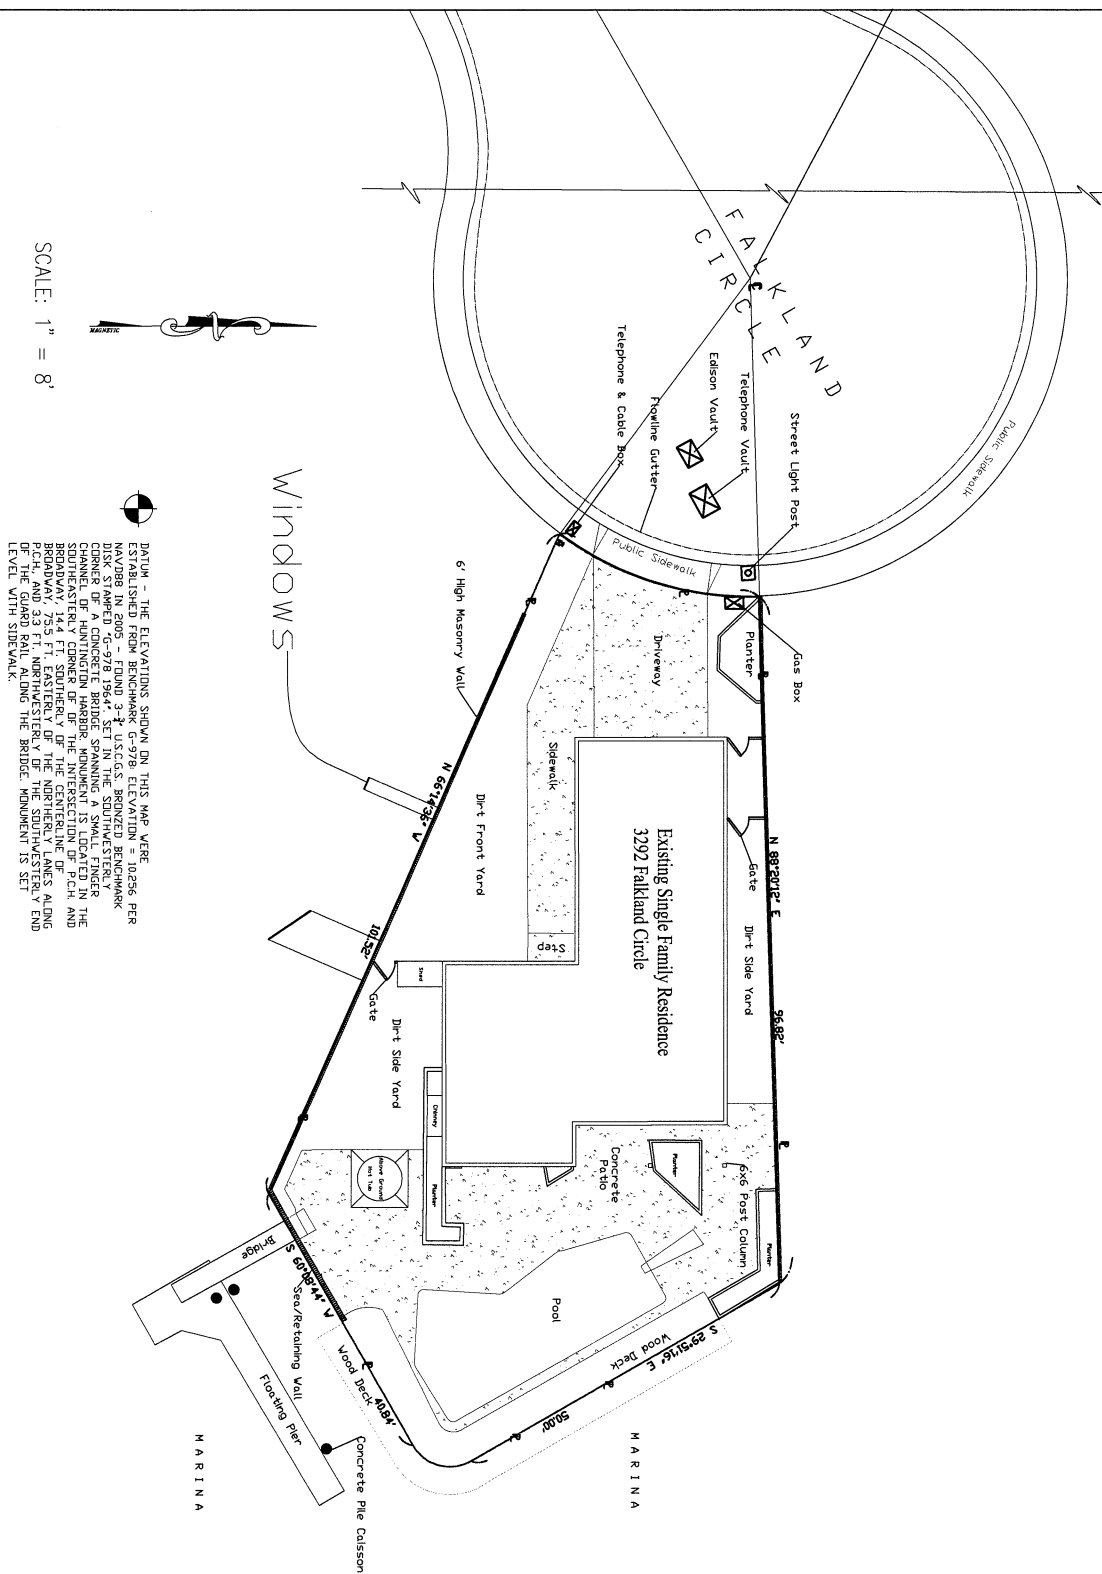 FALKLAND
CIRCLE
Public Sidewalk
Street Light Post
Telephone Vault
Edison Vault
Flowline Gutter
Telephone & Cable Box
Public Sidewalk
Gas Box
Planter
Driveway
Sidewalk
6' High Masonry Wall
Windows
N 66°14'36" W
101.52'
Dirt Front Yard
Existing Single Family Residence
3292 Falkland Circle
Gate
N 88°20'12" E
96.82'
Dirt Side Yard
Step
Shed
Gate
Dirt Side Yard
Chimney
Planter
Above Ground
Hot Tub
Concrete
Patio
Planter
6x6 Post Column
Planter
Pool
Wood Deck
S 29°51'16" E
50.00'
Bridge
S 60°08'44" W
Sea/Retaining Wall
Wood Deck
40.84'
Floating Pier
Concrete Pile Caisson
MARINA
MARINA
MAGNETIC
SCALE: 1" = 8'
DATUM - THE ELEVATIONS SHOWN ON THIS MAP WERE
ESTABLISHED FROM BENCHMARK G-978: ELEVATION = 10.256 PER
NAVD88 IN 2005 - FOUND U.S.C.G.S. BRONZED BENCHMARK
DISK STAMPED "G-978 1964", SET IN THE SOUTHWESTERLY
CORNER OF A CONCRETE BRIDGE SPANNING A SMALL FINGER
CHANNEL OF HUNTINGTON HARBOR. MONUMENT IS LOCATED IN THE
SOUTHEASTERLY CORNER OF OF THE INTERSECTION OF P.C.H. AND
BROADWAY, 14.4 FT. SOUTHERLY OF THE CENTERLINE OF
BROADWAY, 75.5 FT. EASTERLY OF THE NORTHERLY LANES ALONG
P.C.H., AND 3.3 FT. NORTHWESTERLY OF THE SOUTHWESTERLY END
OF THE GUARD RAIL ALONG THE BRIDGE. MONUMENT IS SET
LEVEL WITH SIDEWALK.